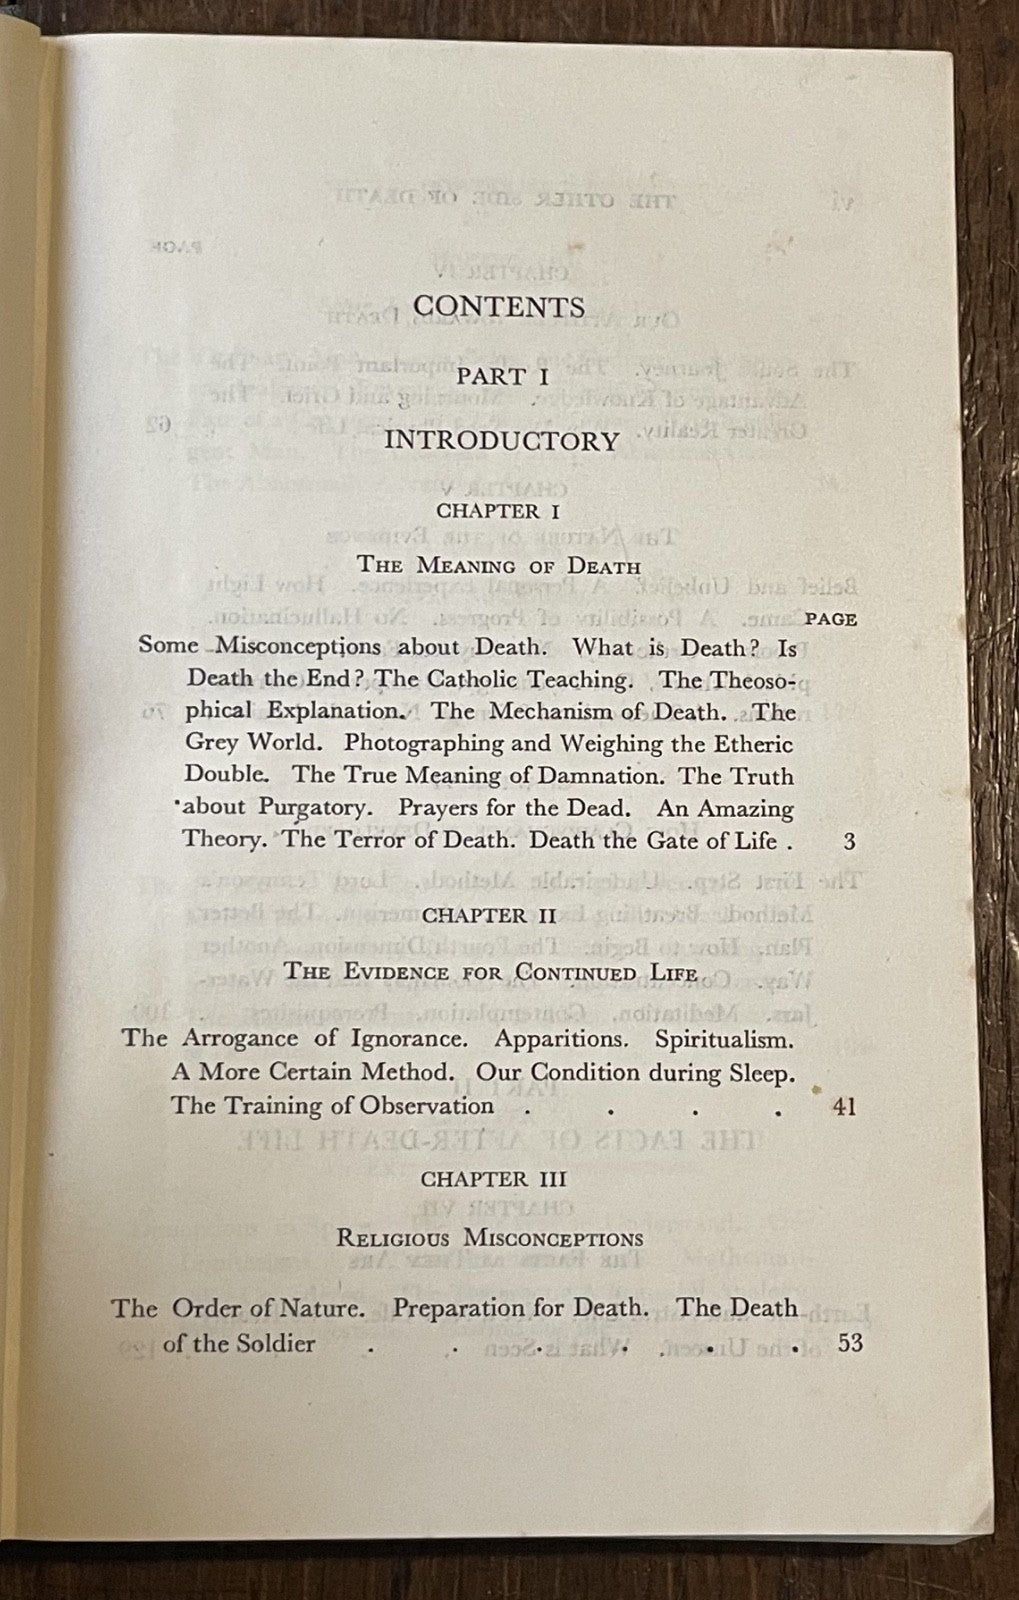 CONTENTS
PART I
INTRODUCTORY
CHAPTER I
THE MEANING OF DEATH
PAGE
Some Misconceptions about Death. What is Death? Is
Death the End? The Catholic Teaching. The Theoso-
phical Explanation. The Mechanism of Death. The
Grey World. Photographing and Weighing the Etheric
Double. The True Meaning of Damnation. The Truth
about Purgatory. Prayers for the Dead. An Amazing
Theory. The Terror of Death. Death the Gate of Life . 3
CHAPTER II
THE EVIDENCE FOR CONTINUED LIFE
The Arrogance of Ignorance. Apparitions. Spiritualism.
A More Certain Method. Our Condition during Sleep.
The Training of Observation . . . . 41
CHAPTER III
RELIGIOUS MISCONCEPTIONS
The Order of Nature. Preparation for Death. The Death
of the Soldier . . . . . . 53